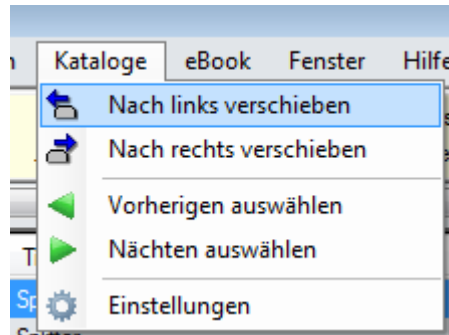 Kataloge eBook Fenster Hilfe
Nach links verschieben
Nach rechts verschieben
Vorherigen auswählen
Nächten auswählen
Einstellungen